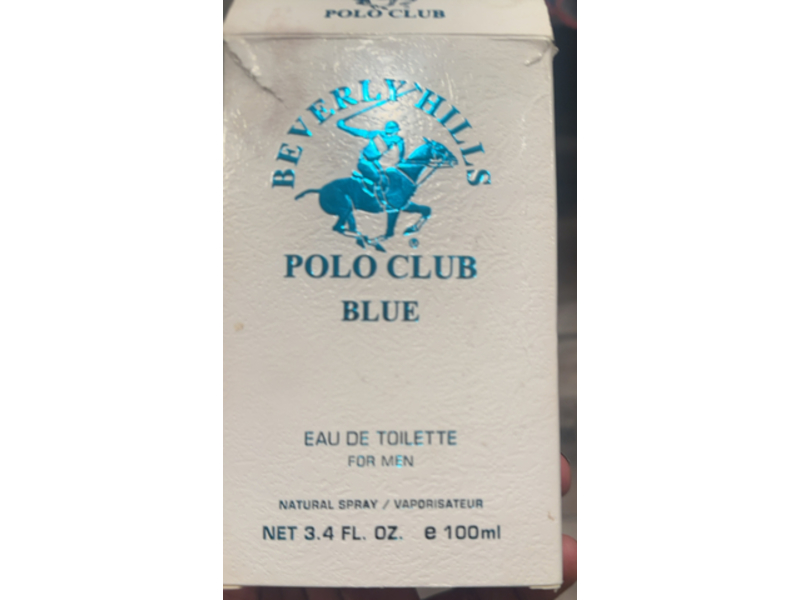 POLO CLUB
BEVERLY HILLS
®
POLO CLUB
BLUE
EAU DE TOILETTE
FOR MEN
NATURAL SPRAY / VAPORISATEUR
NET 3.4 FL. OZ. e 100ml